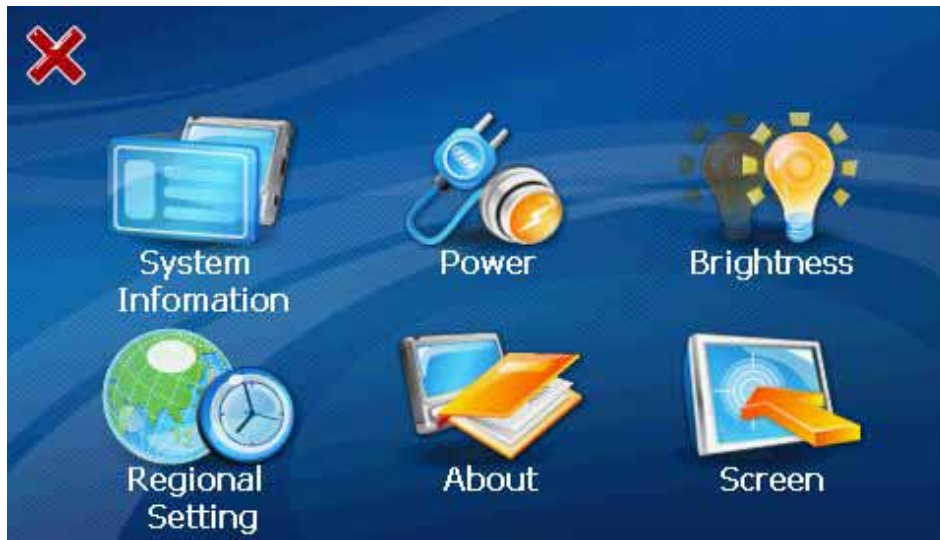 System
Infomation
Power
Brightness
Regional
Setting
About
Screen